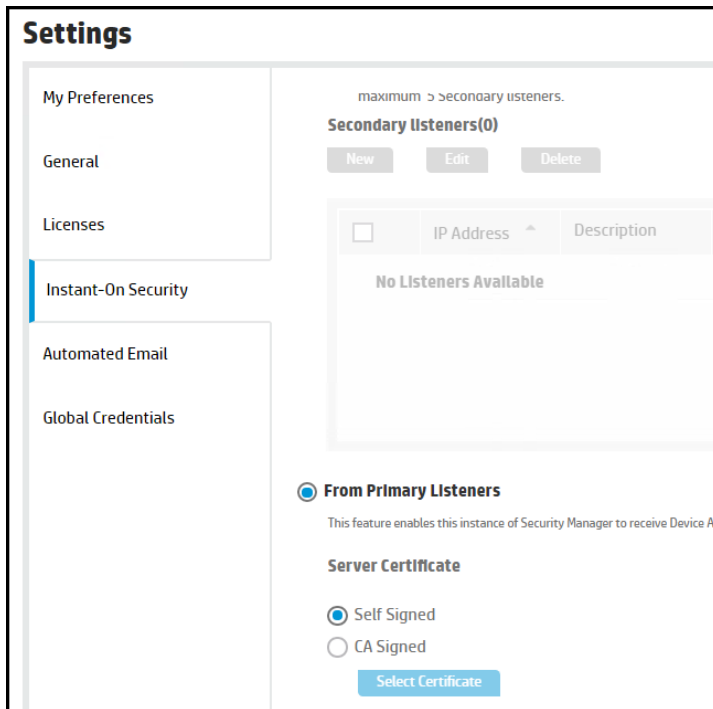 Settings
My Preferences
General
Licenses
Instant-On Security
Automated Email
Global Credentials
maximum 5 Secondary listeners.
Secondary listeners(0)
New Edit Delete
IP Address Description
No Listeners Available
From Primary Listeners
This feature enables this instance of Security Manager to receive Device A
Server Certificate
Self Signed
CA Signed
Select Certificate